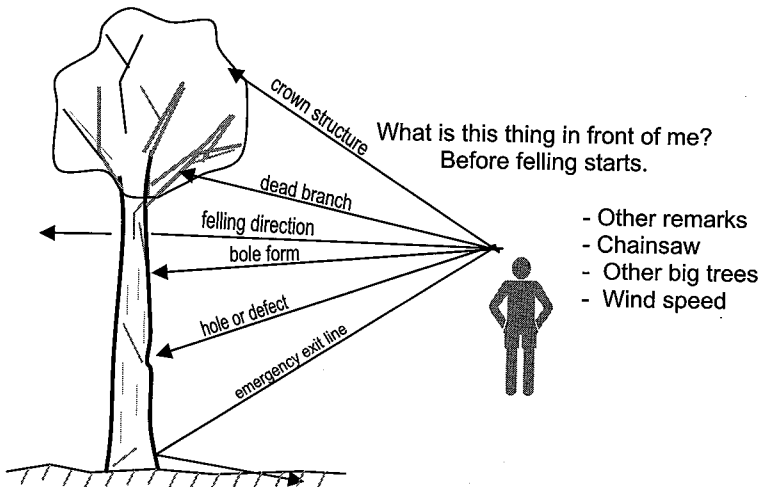 crown structure
What is this thing in front of me?
Before felling starts.
dead branch
felling direction
bole form
hole or defect
emergency exit line
- Other remarks
- Chainsaw
- Other big trees
- Wind speed